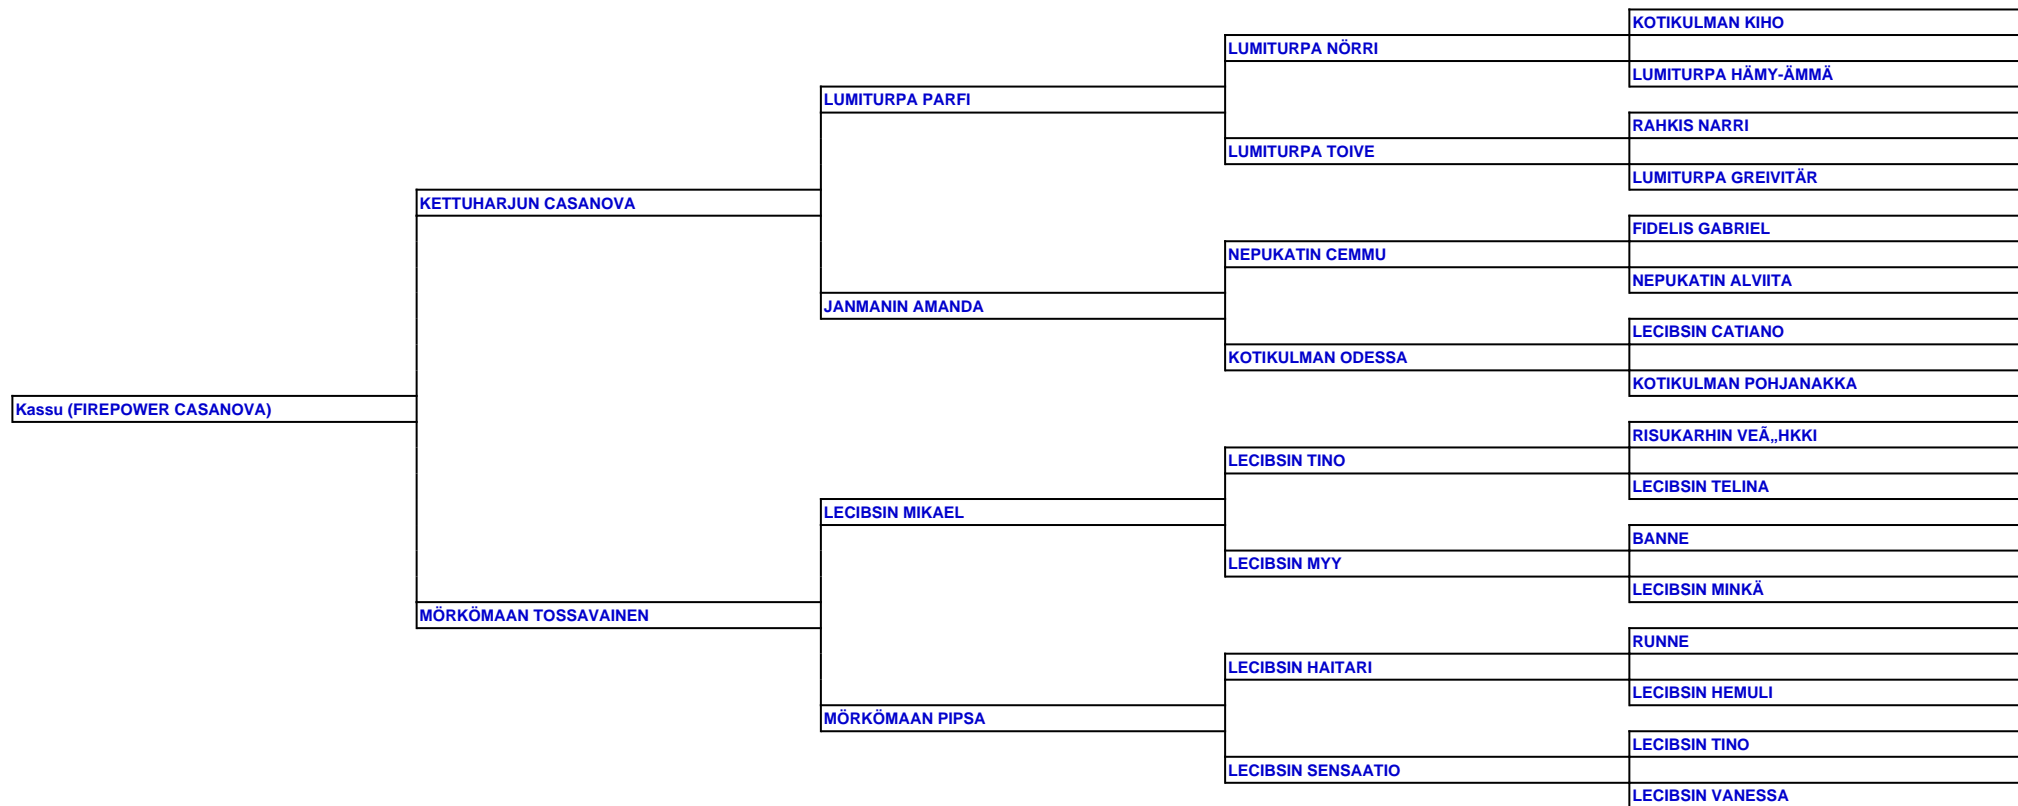 KOTIKULMAN KIHO
LUMITURPA NÖRRI
LUMITURPA HÄMY-ÄMMÄ
LUMITURPA PARFI
RAHKIS NARRI
LUMITURPA TOIVE
LUMITURPA GREIVITÄR
KETTUHARJUN CASANOVA
FIDELIS GABRIEL
NEPUKATIN CEMMU
NEPUKATIN ALVIITA
JANMANIN AMANDA
LECIBSIN CATIANO
KOTIKULMAN ODESSA
KOTIKULMAN POHJANAKKA
Kassu (FIREPOWER CASANOVA)
RISUKARHIN VEÃ„HKKI
LECIBSIN TINO
LECIBSIN TELINA
LECIBSIN MIKAEL
BANNE
LECIBSIN MYY
LECIBSIN MINKÄ
MÖRKÖMAAN TOSSAVAINEN
RUNNE
LECIBSIN HAITARI
LECIBSIN HEMULI
MÖRKÖMAAN PIPSA
LECIBSIN TINO
LECIBSIN SENSAATIO
LECIBSIN VANESSA